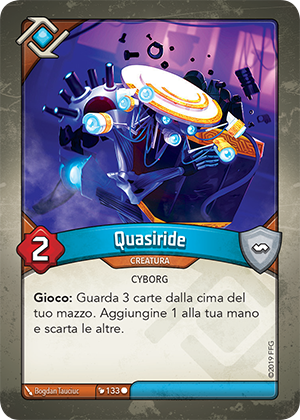 Quasiride
CREATURA
2
CYBORG
Gioco: Guarda 3 carte dalla cima del
tuo mazzo. Aggiungine 1 alla tua mano
e scarta le altre.
©2019 FFG
Bogdan Tauciuc
133